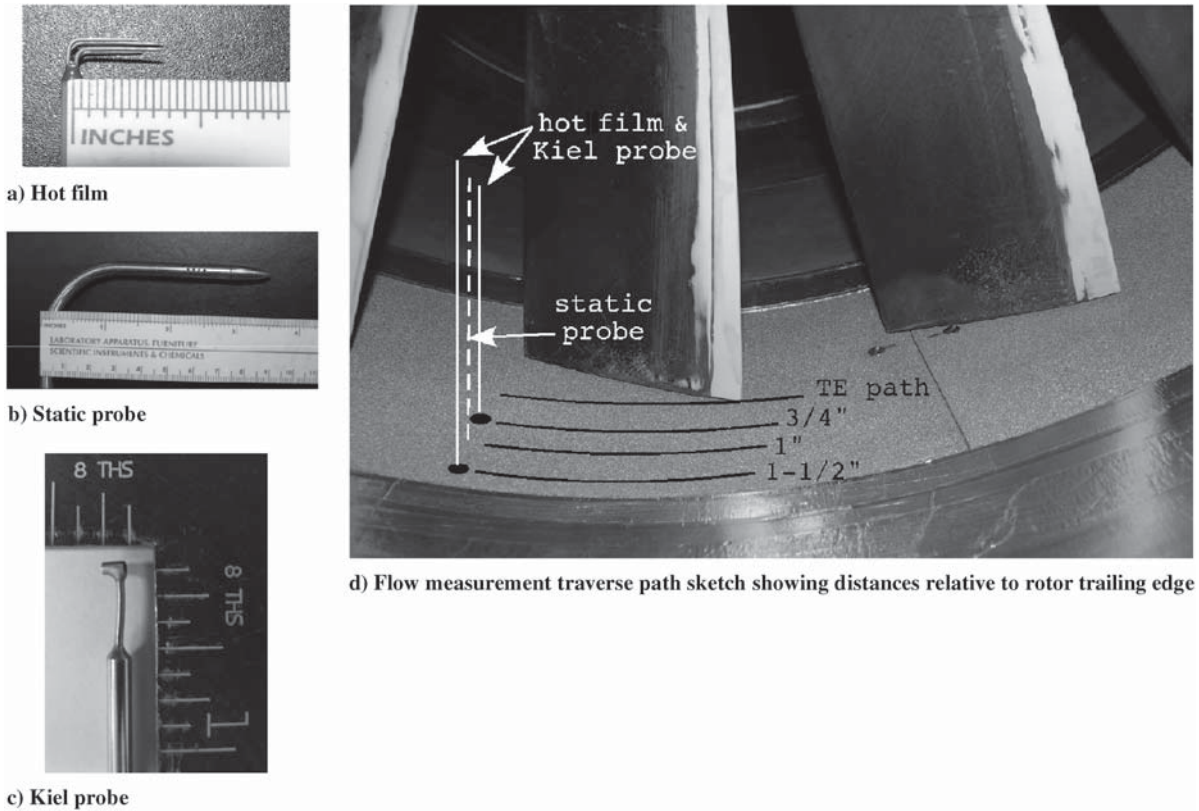 INCHES
a) Hot film
INCHES
LABORATORY APPARATUS, FURNITURE
SCIENTIFIC INSTRUMENTS & CHEMICALS
b) Static probe
8 THS
8 THS
1
c) Kiel probe
hot film &
Kiel probe
static
probe
TE path
3/4"
1"
1-1/2"
d) Flow measurement traverse path sketch showing distances relative to rotor trailing edge